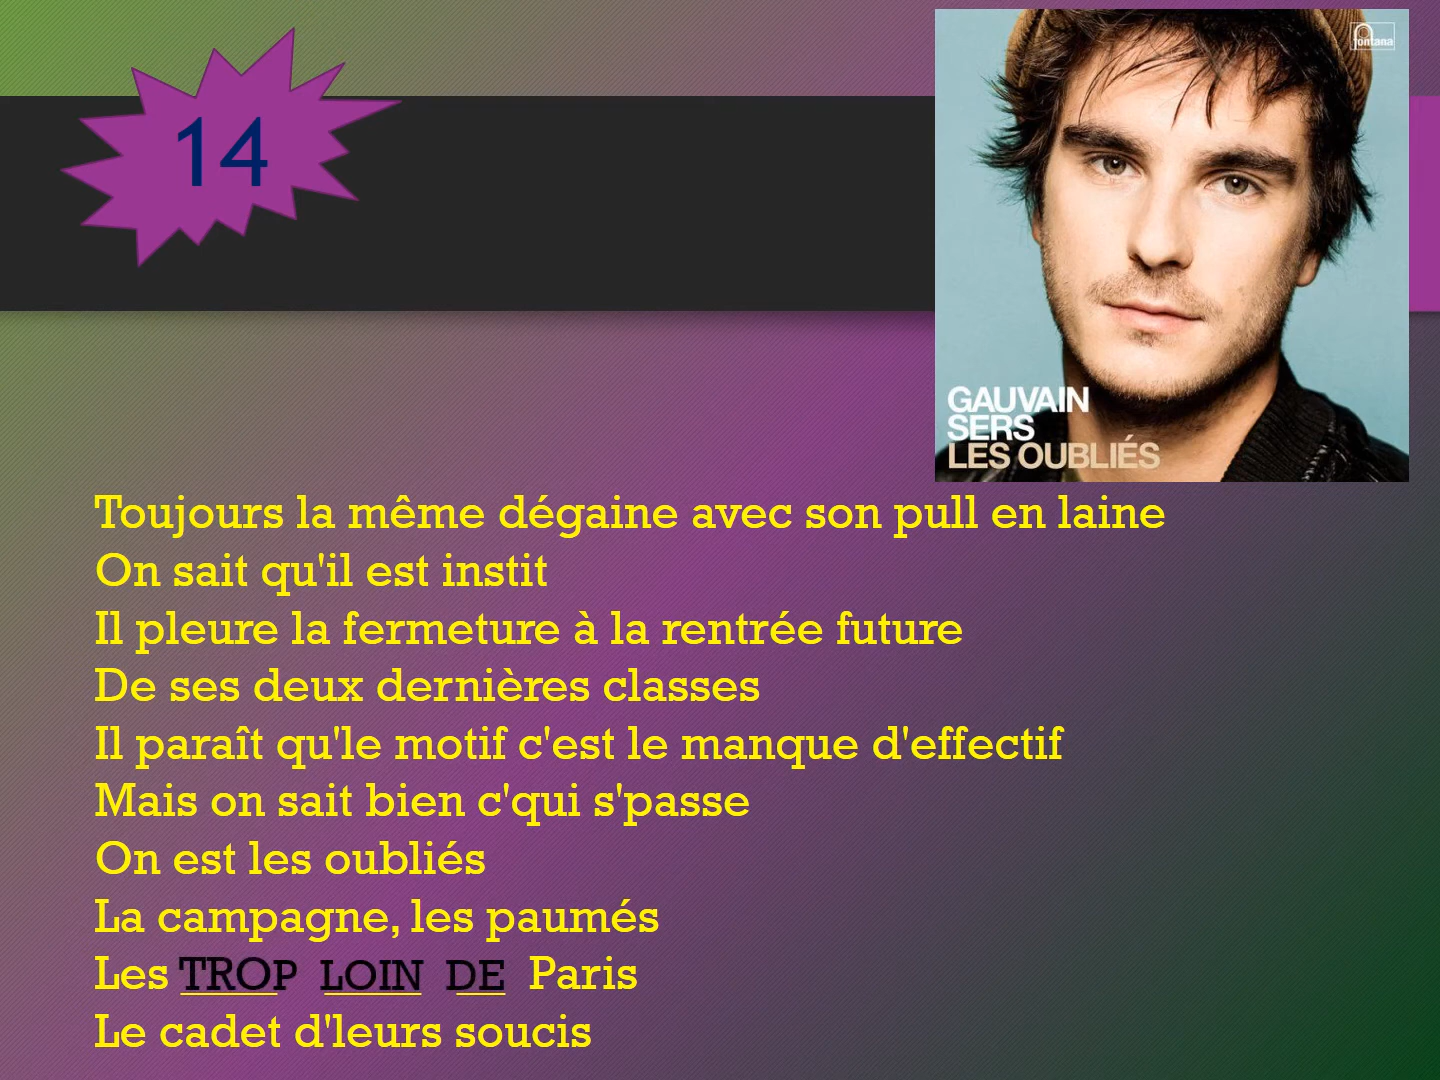 14
fontana
GAUVAIN
SERS
LES OUBLIÉS
Toujours la même dégaine avec son pull en laine
On sait qu'il est instit
Il pleure la fermeture à la rentrée future
De ses deux dernières classes
Il paraît qu'le motif c'est le manque d'effectif
Mais on sait bien c'qui s'passe
On est les oubliés
La campagne, les paumés
Les TROP LOIN DE Paris
Le cadet d'leurs soucis